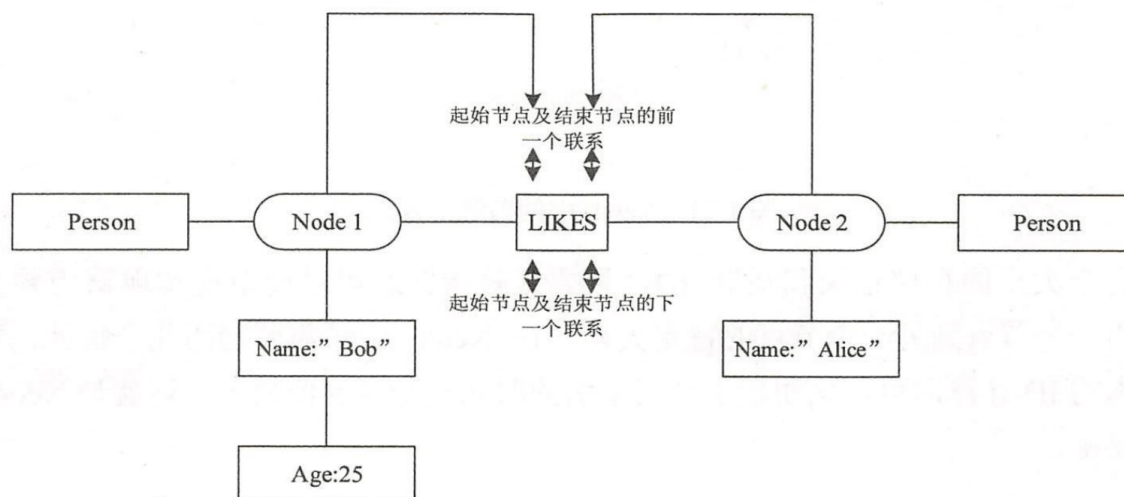 起始节点及结束节点的前
一个联系
Person
Node 1
LIKES
Node 2
Person
起始节点及结束节点的下
一个联系
Name:” Bob”
Name:” Alice”
Age:25